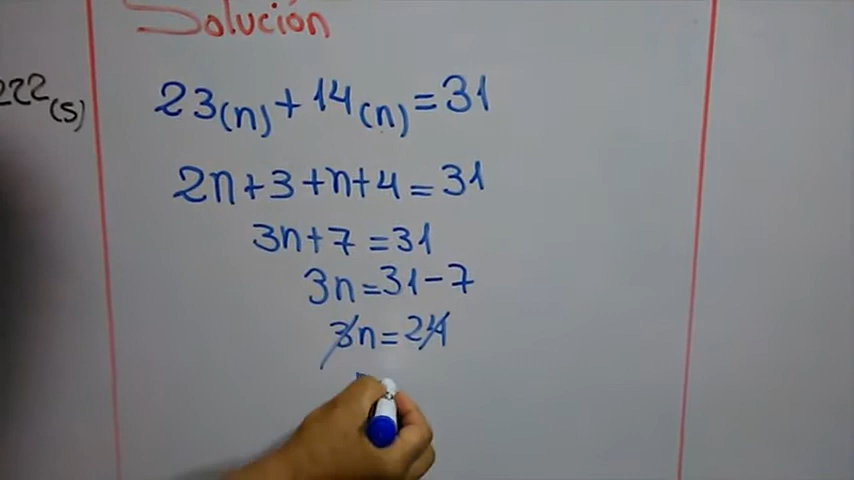 Solución
222(5)
23(n) + 14(n) = 31
2n + 3 + n + 4 = 31
3n + 7 = 31
3n = 31 - 7
3n = 24